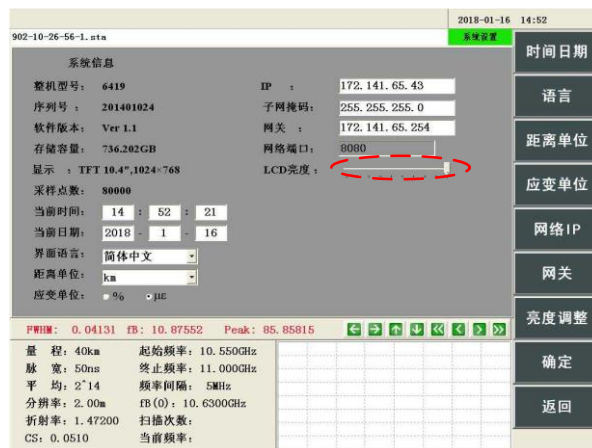 2018-01-16 14:52
902-10-26-56-1.sta
系统设置
系统信息
整机型号: 6419
序列号 : 201401024
软件版本: Ver 1.1
存储容量: 736.202GB
显示 : TFT 10.4",1024×768
采样点数: 80000
当前时间: 14 : 52 : 21
当前日期: 2018 - 1 - 16
界面语言: 简体中文
距离单位: km
应变单位: % με
IP : 172.141.65.43
子网掩码: 255.255.255.0
网关 : 172.141.65.254
网络端口: 8080
LCD亮度 :
时间日期
语言
距离单位
应变单位
网络IP
网关
亮度调整
确定
返回
FWHM: 0.04131 fB: 10.87552 Peak: 85.85815
量 程: 40km
脉 宽: 50ns
平 均: 2^14
分辨率: 2.00m
折射率: 1.47200
CS: 0.0510
起始频率: 10.550GHz
终止频率: 11.000GHz
频率间隔: 5MHz
fB(0): 10.6300GHz
扫描次数:
当前频率: